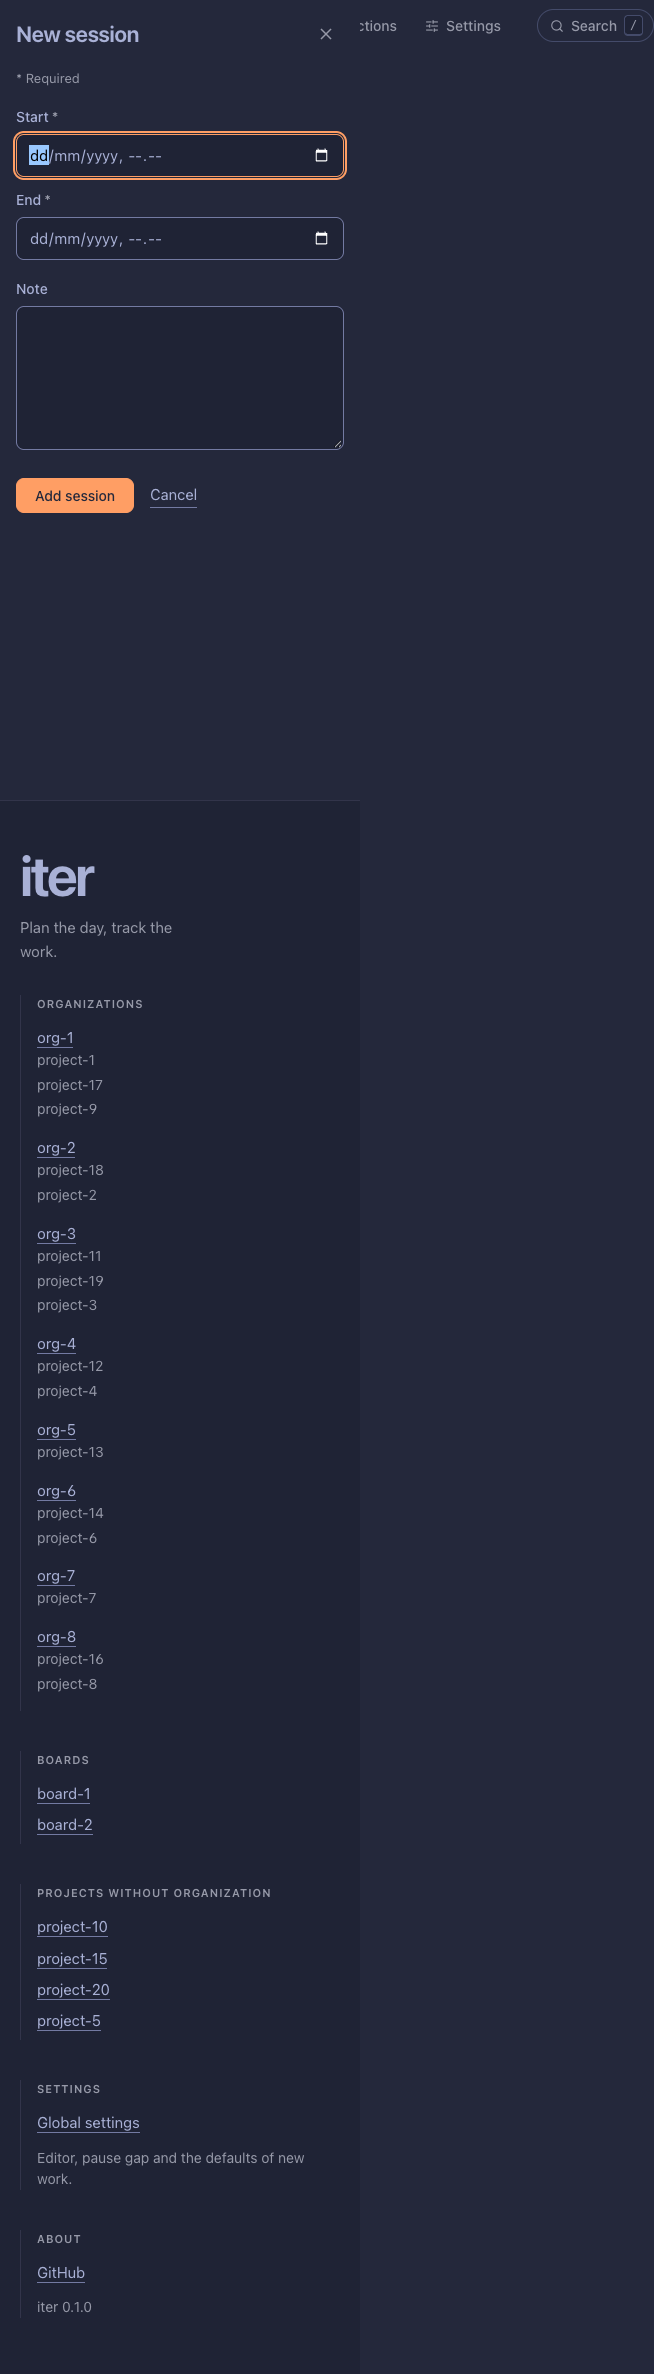 New session
ctions
Settings
Search /
* Required
Start *
dd/mm/yyyy, --.--
End *
dd/mm/yyyy, --.--
Note
Add session
Cancel
iter
Plan the day, track the
work.
ORGANIZATIONS
org-1
project-1
project-17
project-9
org-2
project-18
project-2
org-3
project-11
project-19
project-3
org-4
project-12
project-4
org-5
project-13
org-6
project-14
project-6
org-7
project-7
org-8
project-16
project-8
BOARDS
board-1
board-2
PROJECTS WITHOUT ORGANIZATION
project-10
project-15
project-20
project-5
SETTINGS
Global settings
Editor, pause gap and the defaults of new
work.
ABOUT
GitHub
iter 0.1.0